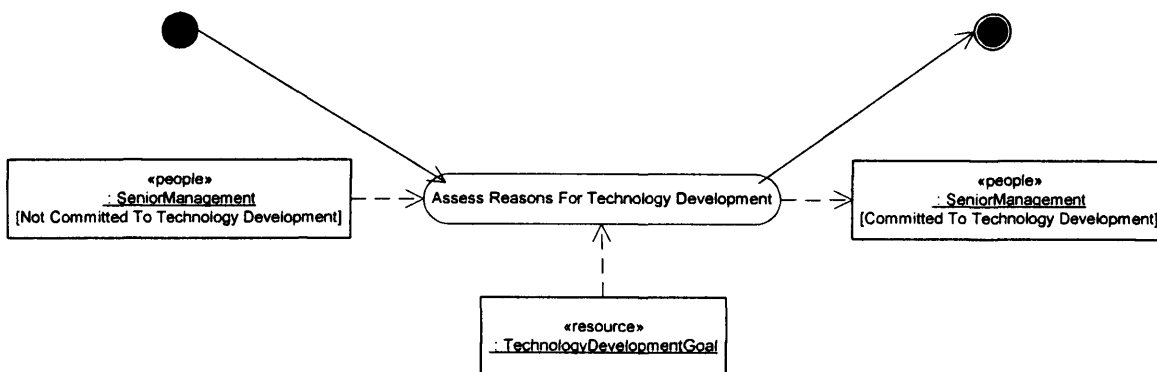 «people»
: SeniorManagement
[Not Committed To Technology Development]
Assess Reasons For Technology Development
«people»
: SeniorManagement
[Committed To Technology Development]
«resource»
: TechnologyDevelopmentGoal